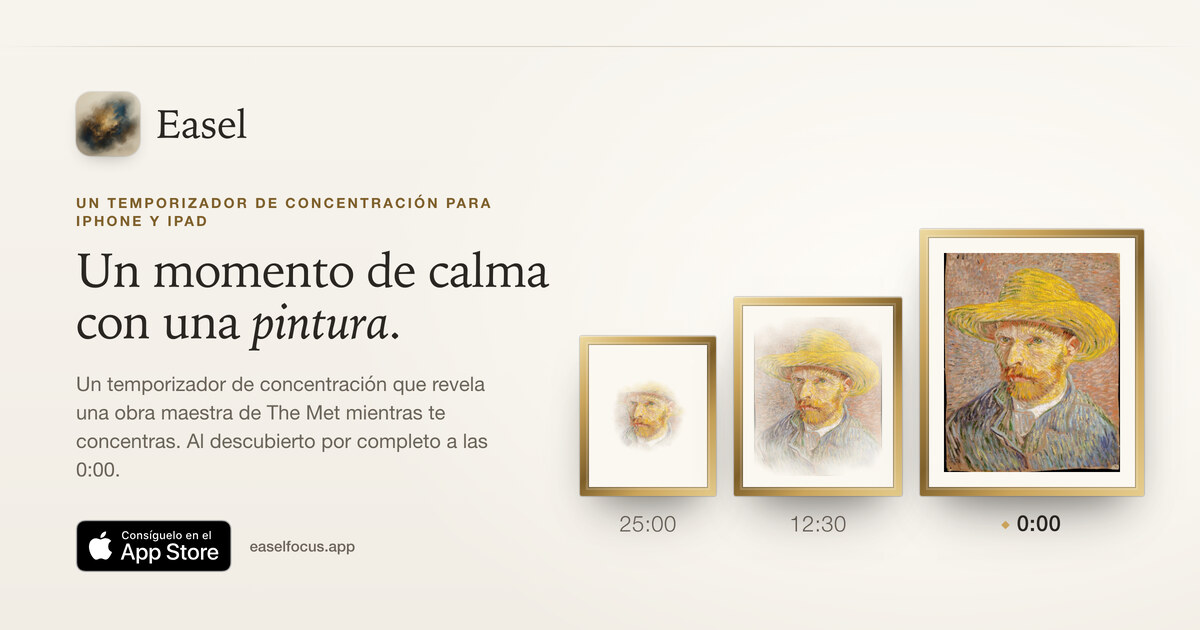 Easel
UN TEMPORIZADOR DE CONCENTRACIÓN PARA
IPHONE Y IPAD
Un momento de calma
con una pintura.
Un temporizador de concentración que revela
una obra maestra de The Met mientras te
concentras. Al descubierto por completo a las
0:00.
Consíguelo en el
App Store
easelfocus.app
25:00
12:30
0:00